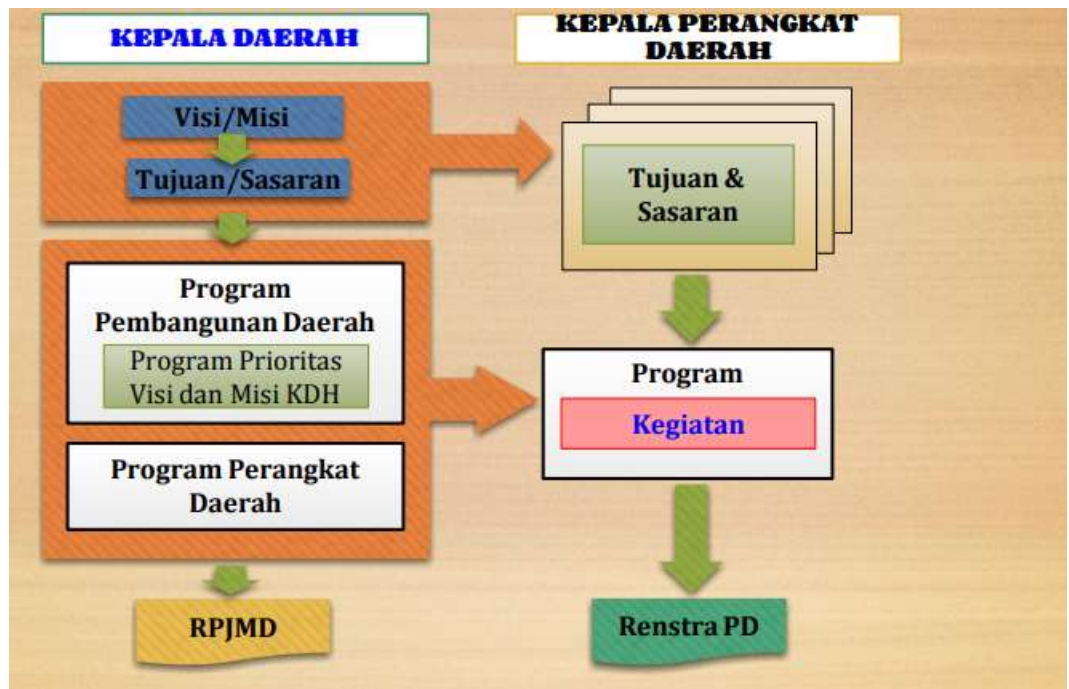 KEPALA DAERAH
Visi/Misi
Tujuan/Sasaran
Program
Pembangunan Daerah
Program Prioritas
Visi dan Misi KDH
Program Perangkat
Daerah
RPJMD
KEPALA PERANGKAT
DAERAH
Tujuan &
Sasaran
Program
Kegiatan
Renstra PD